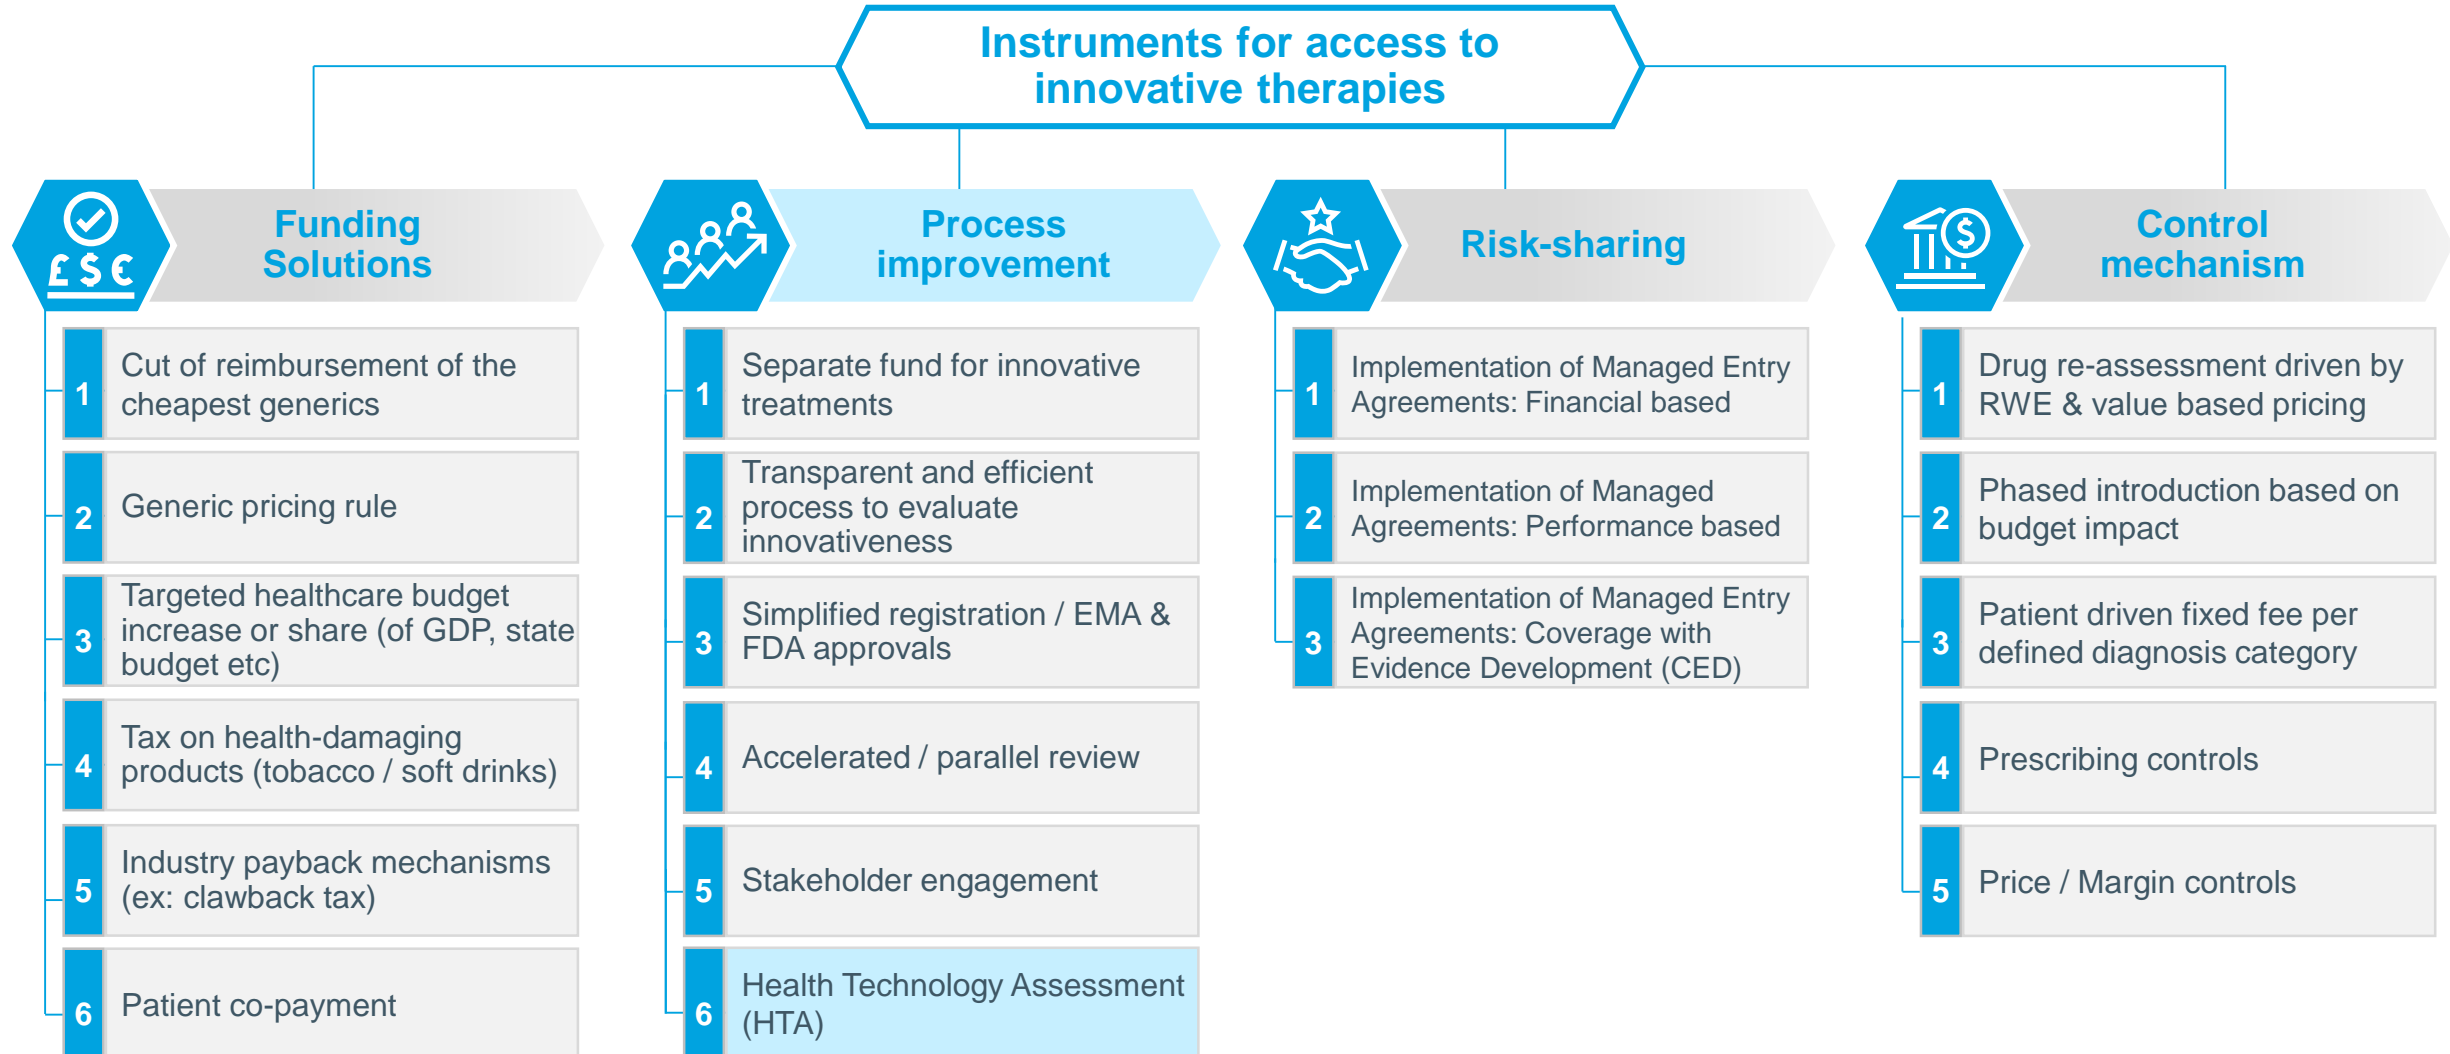 Instruments for access to
innovative therapies
£ $ €
Funding
Solutions
1
Cut of reimbursement of the
cheapest generics
2
Generic pricing rule
3
Targeted healthcare budget
increase or share (of GDP, state
budget etc)
4
Tax on health-damaging
products (tobacco / soft drinks)
5
Industry payback mechanisms
(ex: clawback tax)
6
Patient co-payment
Process
improvement
1
Separate fund for innovative
treatments
2
Transparent and efficient
process to evaluate
innovativeness
3
Simplified registration / EMA &
FDA approvals
4
Accelerated / parallel review
5
Stakeholder engagement
6
Health Technology Assessment
(HTA)
Risk-sharing
1
Implementation of Managed Entry
Agreements: Financial based
2
Implementation of Managed
Agreements: Performance based
3
Implementation of Managed Entry
Agreements: Coverage with
Evidence Development (CED)
$
Control
mechanism
1
Drug re-assessment driven by
RWE & value based pricing
2
Phased introduction based on
budget impact
3
Patient driven fixed fee per
defined diagnosis category
4
Prescribing controls
5
Price / Margin controls